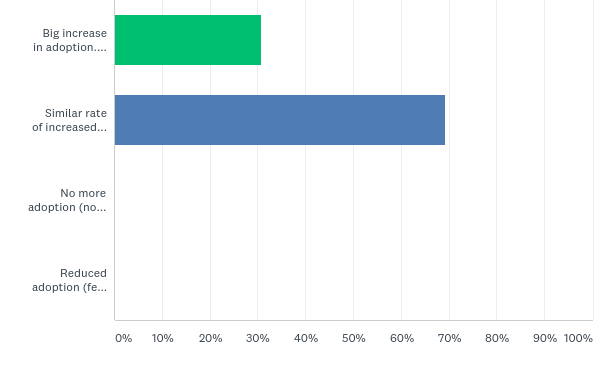 Big increase
in adoption....
Similar rate
of increased...
No more
adoption (no...
Reduced
adoption (fe...
0% 10% 20% 30% 40% 50% 60% 70% 80% 90% 100%